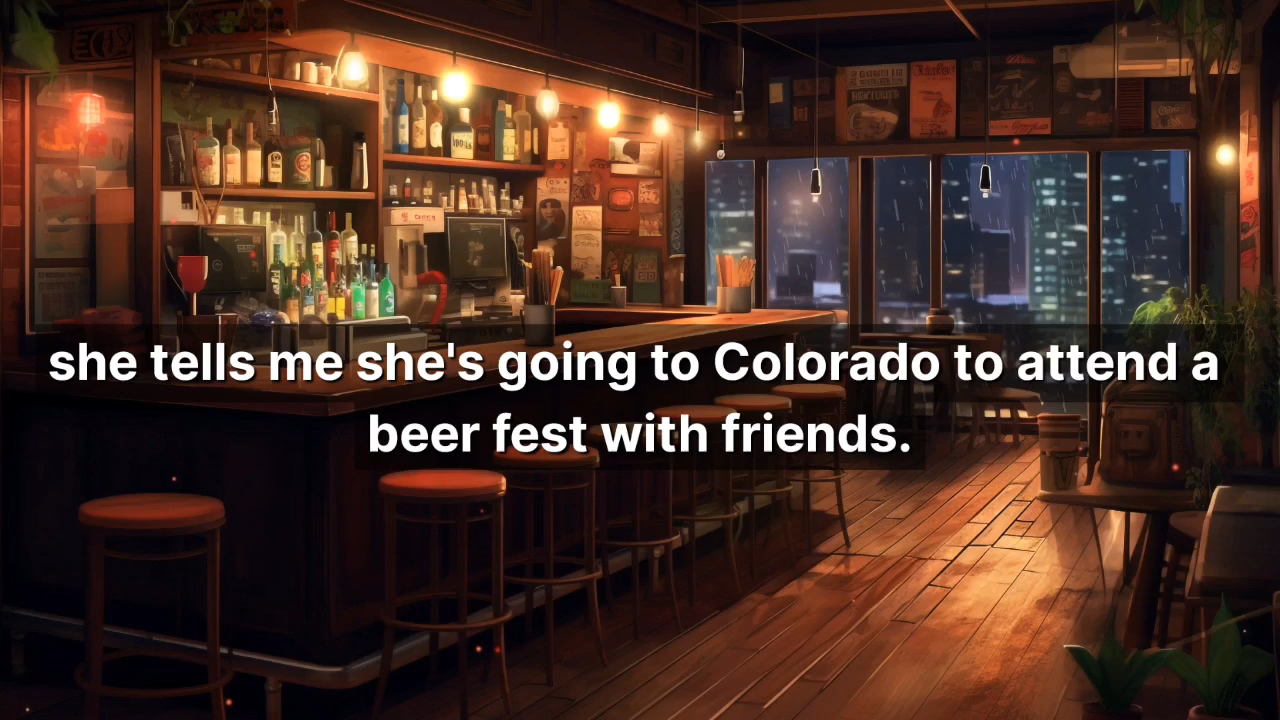 she tells me she's going to Colorado to attend a
beer fest with friends.